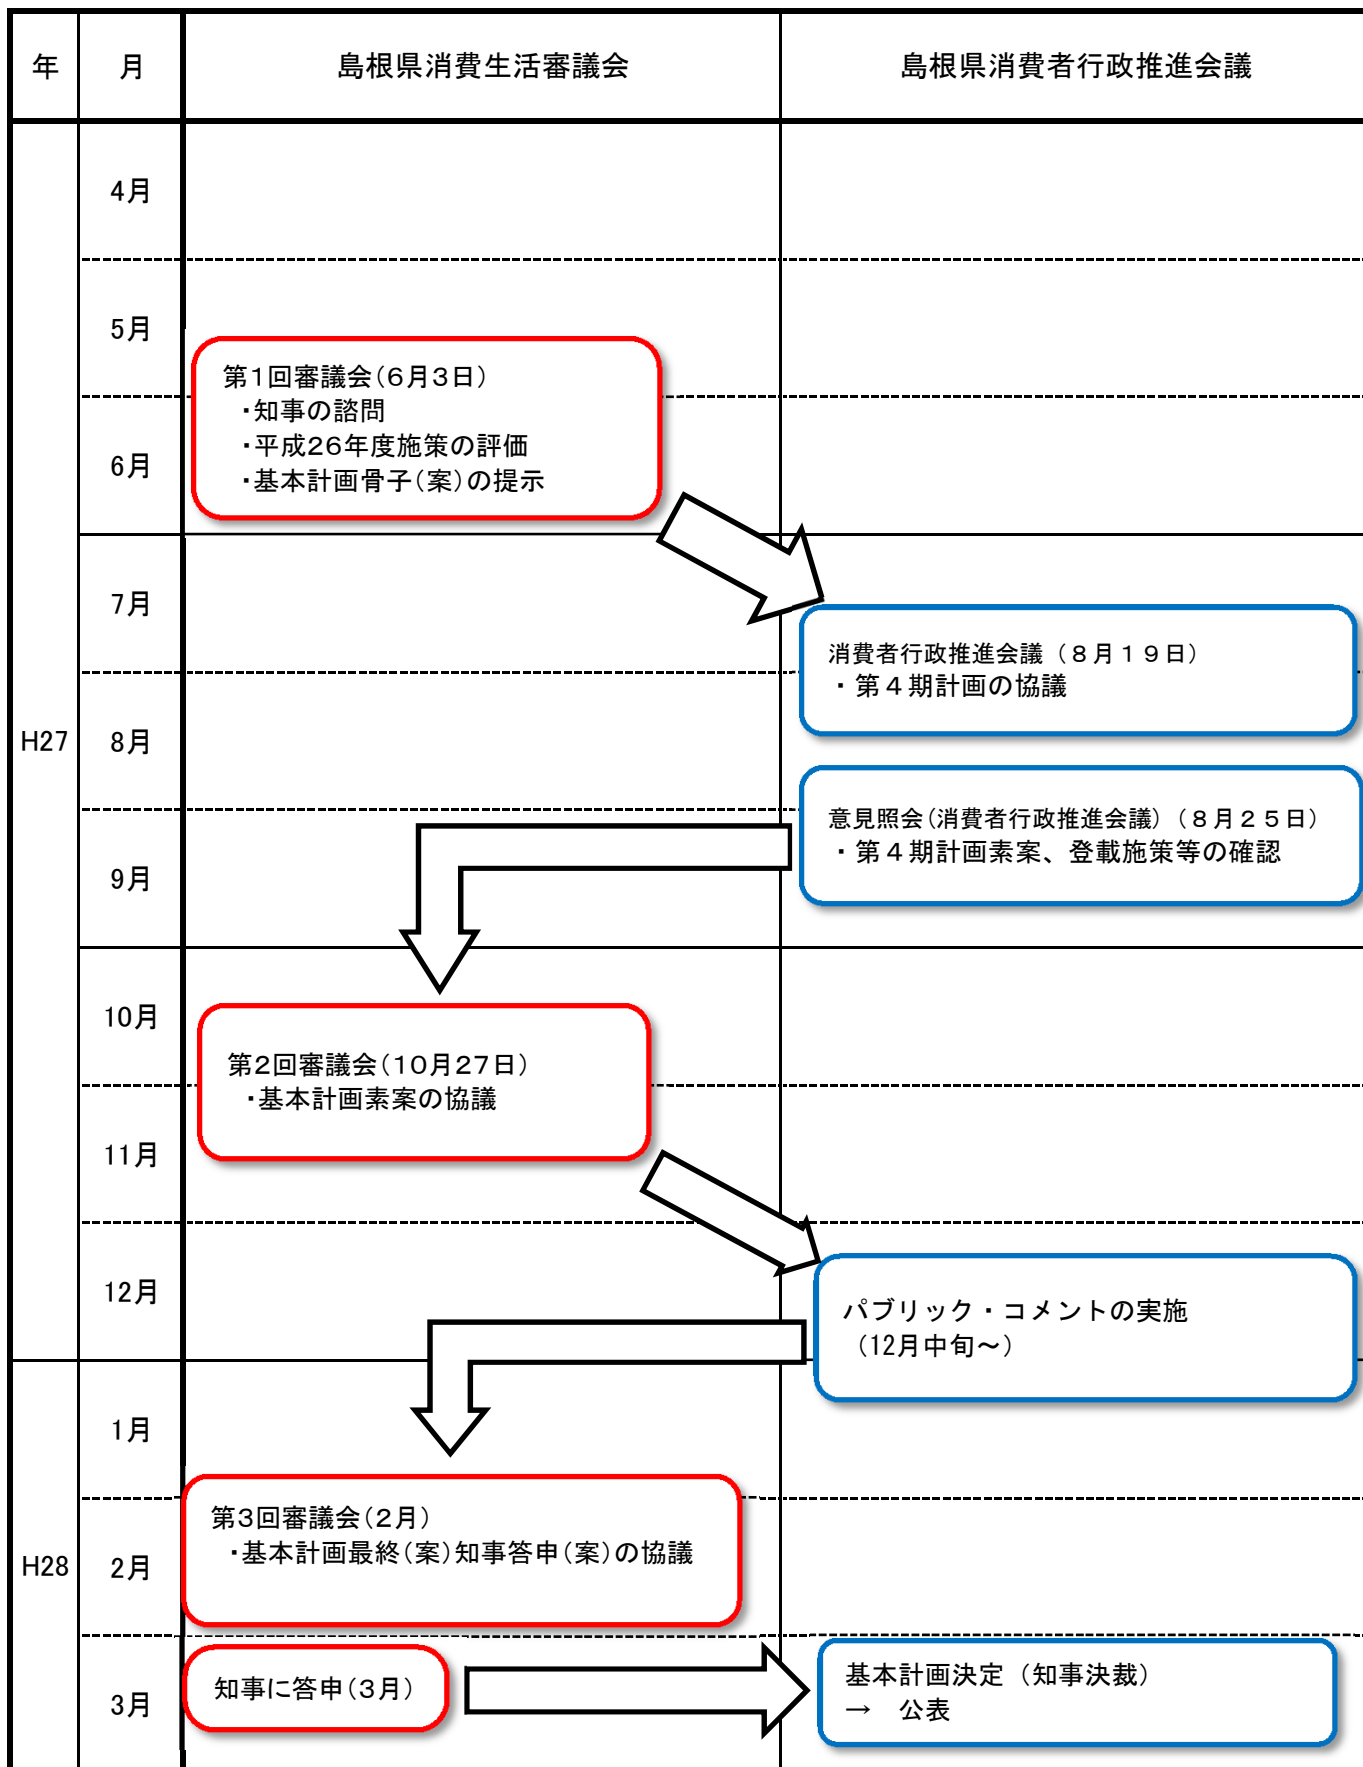 年 月 島根県消費生活審議会 島根県消費者行政推進会議
H27
4月
5月
6月
第1回審議会(6月3日)
・知事の諮問
・平成26年度施策の評価
・基本計画骨子(案)の提示
7月
消費者行政推進会議（８月１９日）
・第４期計画の協議
8月
意見照会(消費者行政推進会議)（８月２５日）
・第４期計画素案、登載施策等の確認
9月
10月
第2回審議会(10月27日)
・基本計画素案の協議
11月
12月
パブリック・コメントの実施
（12月中旬～）
H28
1月
第3回審議会(2月)
・基本計画最終(案)知事答申(案)の協議
2月
3月
知事に答申(3月)
基本計画決定（知事決裁）
→　公表